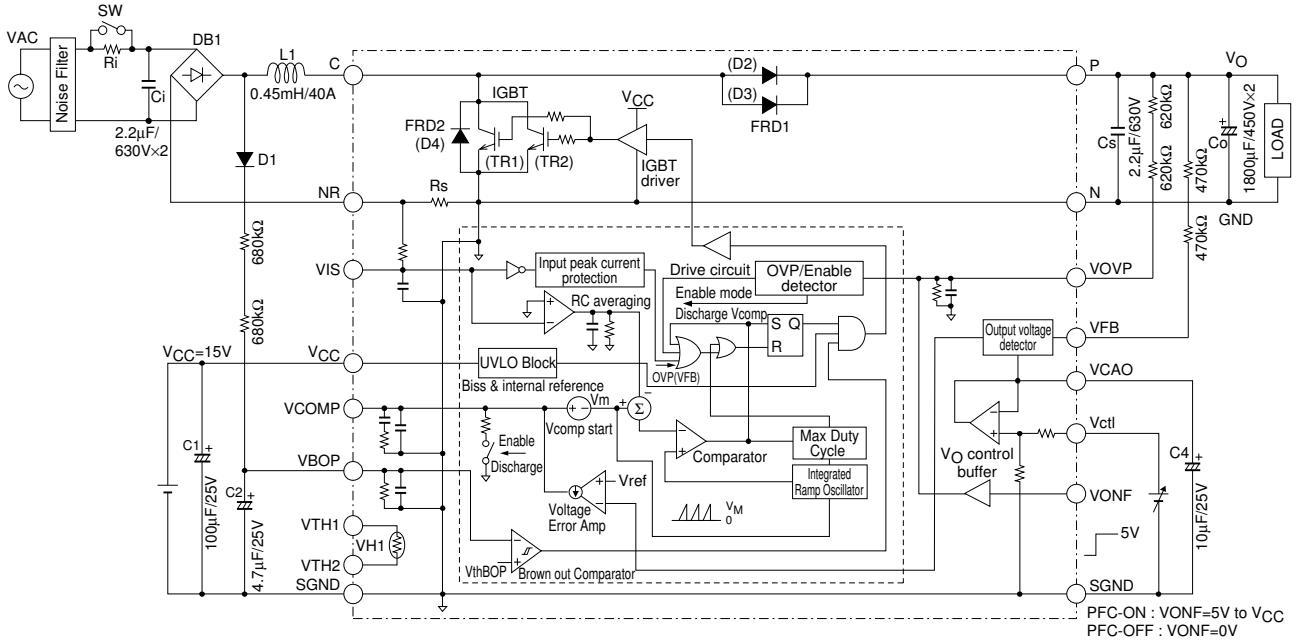 VAC
SW
DB1
Noise Filter
Ri
Ci
2.2μF/
630V×2
L1
0.45mH/40A
C
D1
NR
680kΩ
680kΩ
VIS
VCC=15V
VCC
VCOMP
C1
+
100μF/25V
VBOP
C2
+
4.7μF/25V
VTH1
VH1
VTH2
SGND
IGBT
FRD2
(D4)
(TR1)
(TR2)
VCC
IGBT
driver
(D2)
(D3)
FRD1
Rs
Input peak current
protection
RC averaging
+
−
Drive circuit
OVP/Enable
detector
Enable mode
Discharge Vcomp
S Q
R
OVP(VFB)
UVLO Block
Biss & internal reference
Vm
+ −
Vcomp start
+
−
Σ
Enable
Discharge
−
+
Comparator
Max Duty
Cycle
Integrated
Ramp Oscillator
+ Vref
−
Voltage
Error Amp
VM
0
−
+
VthBOP
Brown out Comparator
P
VO
Cs
2.2μF/630V
620kΩ
620kΩ
470kΩ
470kΩ
+
Co
1800μF/450V×2
LOAD
N
GND
VOVP
Output voltage
detector
VFB
VCAO
−
+
Vctl
VO control
buffer
C4
+
10μF/25V
VONF
5V
SGND
PFC-ON : VONF=5V to VCC
PFC-OFF : VONF=0V